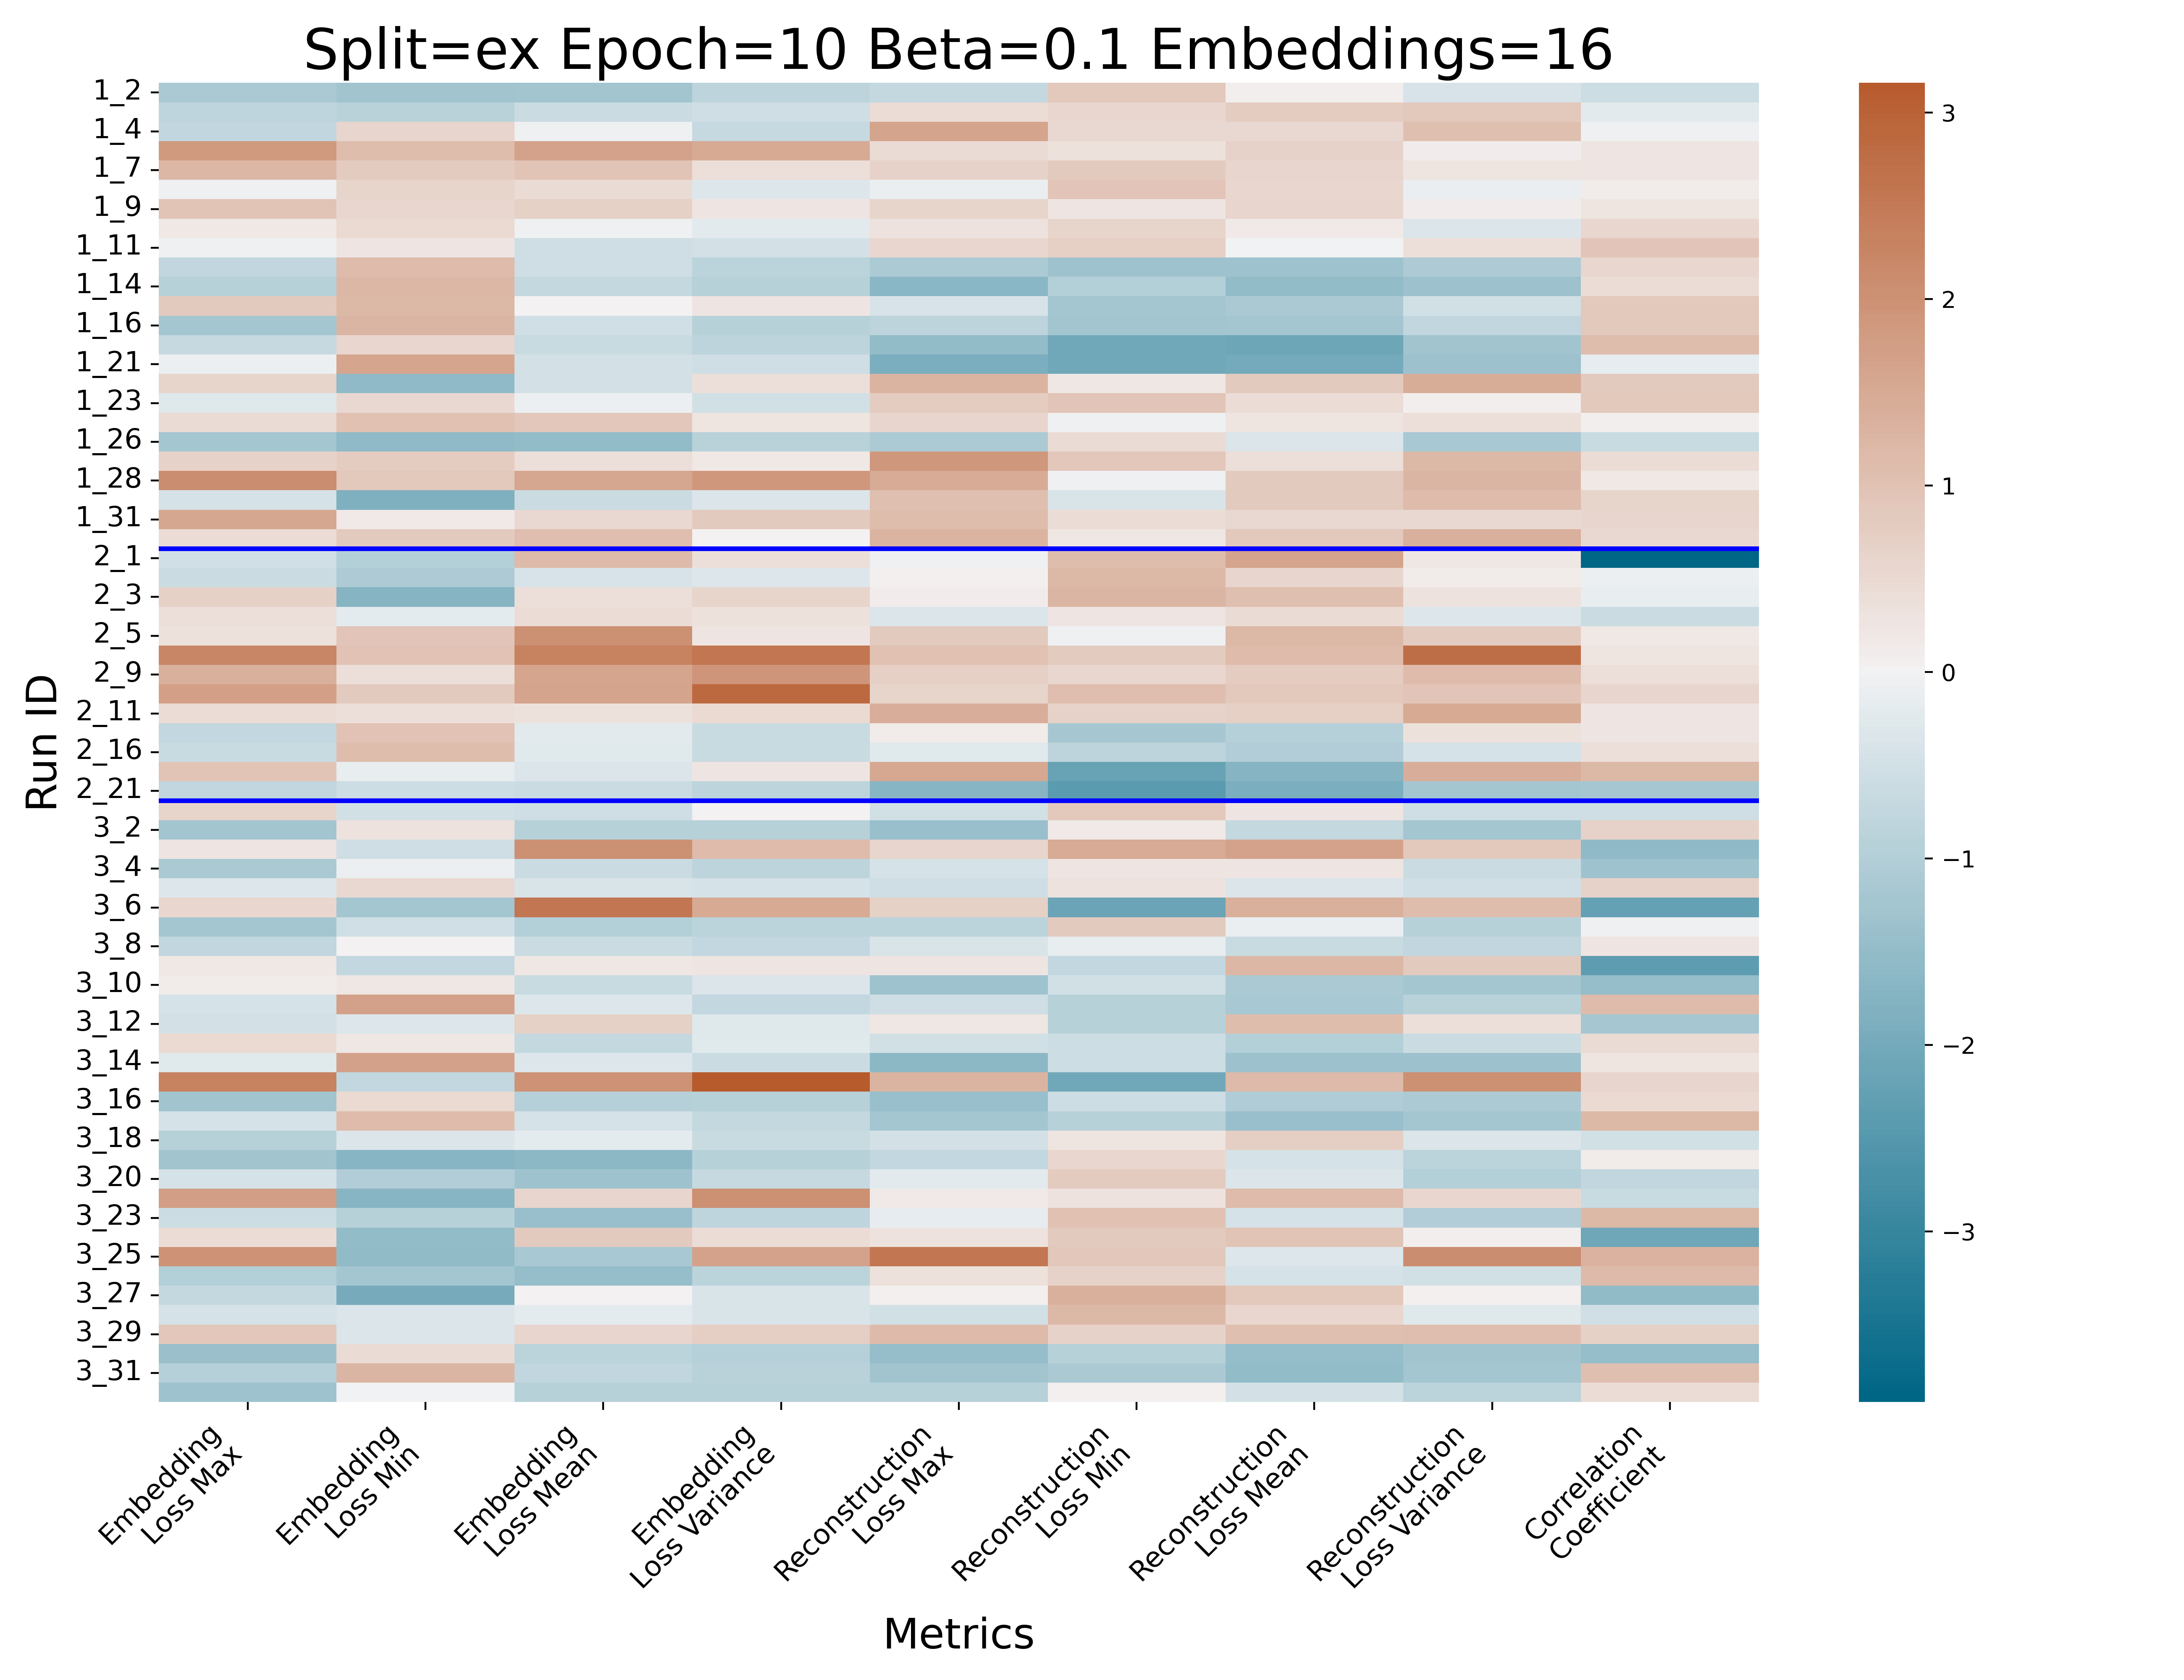 Split=ex Epoch=10 Beta=0.1 Embeddings=16
Run ID
1_2
1_4
1_7
1_9
1_11
1_14
1_16
1_21
1_23
1_26
1_28
1_31
2_1
2_3
2_5
2_9
2_11
2_16
2_21
3_2
3_4
3_6
3_8
3_10
3_12
3_14
3_16
3_18
3_20
3_23
3_25
3_27
3_29
3_31
Embedding
Loss Max
Embedding
Loss Min
Embedding
Loss Mean
Embedding
Loss Variance
Reconstruction
Loss Max
Reconstruction
Loss Min
Reconstruction
Loss Mean
Reconstruction
Loss Variance
Correlation
Coefficient
Metrics
3
2
1
0
−1
−2
−3